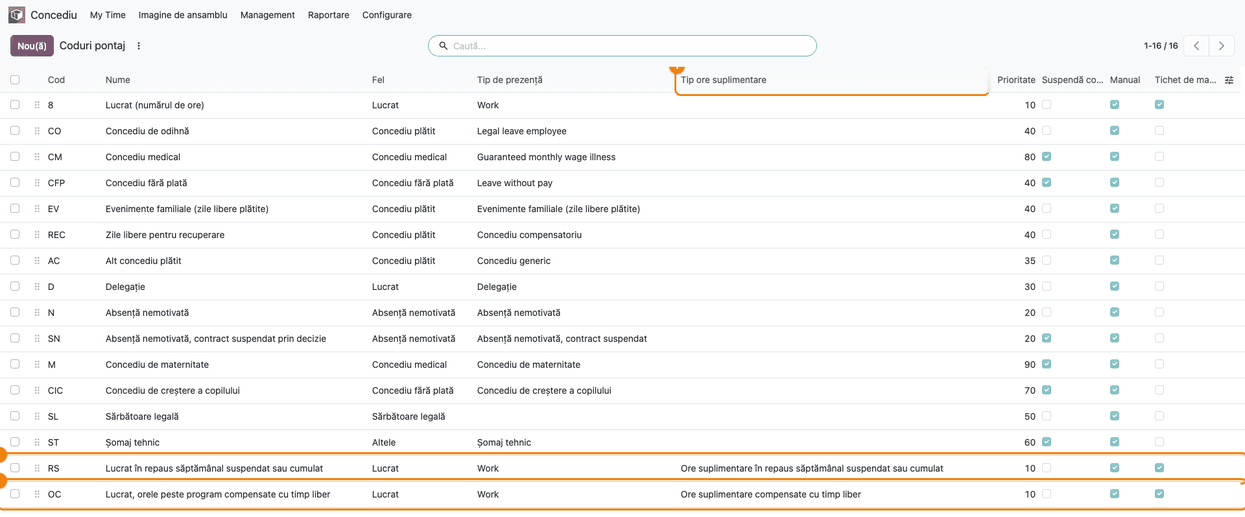 Concediu My Time Imagine de ansamblu Management Raportare Configurare
Nou(ă) Coduri pontaj Caută... 1-16 / 16
Cod Nume Fel Tip de prezență Tip ore suplimentare Prioritate Suspendă co... Manual Tichet de ma...
8 Lucrat (numărul de ore) Lucrat Work 10
CO Concediu de odihnă Concediu plătit Legal leave employee 40
CM Concediu medical Concediu medical Guaranteed monthly wage illness 80
CFP Concediu fără plată Concediu fără plată Leave without pay 40
EV Evenimente familiale (zile libere plătite) Concediu plătit Evenimente familiale (zile libere plătite) 40
REC Zile libere pentru recuperare Concediu plătit Concediu compensatoriu 40
AC Alt concediu plătit Concediu plătit Concediu generic 35
D Delegație Lucrat Delegație 30
N Absență nemotivată Absență nemotivată Absență nemotivată 20
SN Absență nemotivată, contract suspendat prin decizie Absență nemotivată Absență nemotivată, contract suspendat 20
M Concediu de maternitate Concediu medical Concediu de maternitate 90
CIC Concediu de creștere a copilului Concediu fără plată Concediu de creștere a copilului 70
SL Sărbătoare legală Sărbătoare legală 50
ST Șomaj tehnic Altele Șomaj tehnic 60
RS Lucrat în repaus săptămânal suspendat sau cumulat Lucrat Work Ore suplimentare în repaus săptămânal suspendat sau cumulat 10
OC Lucrat, orele peste program compensate cu timp liber Lucrat Work Ore suplimentare compensate cu timp liber 10